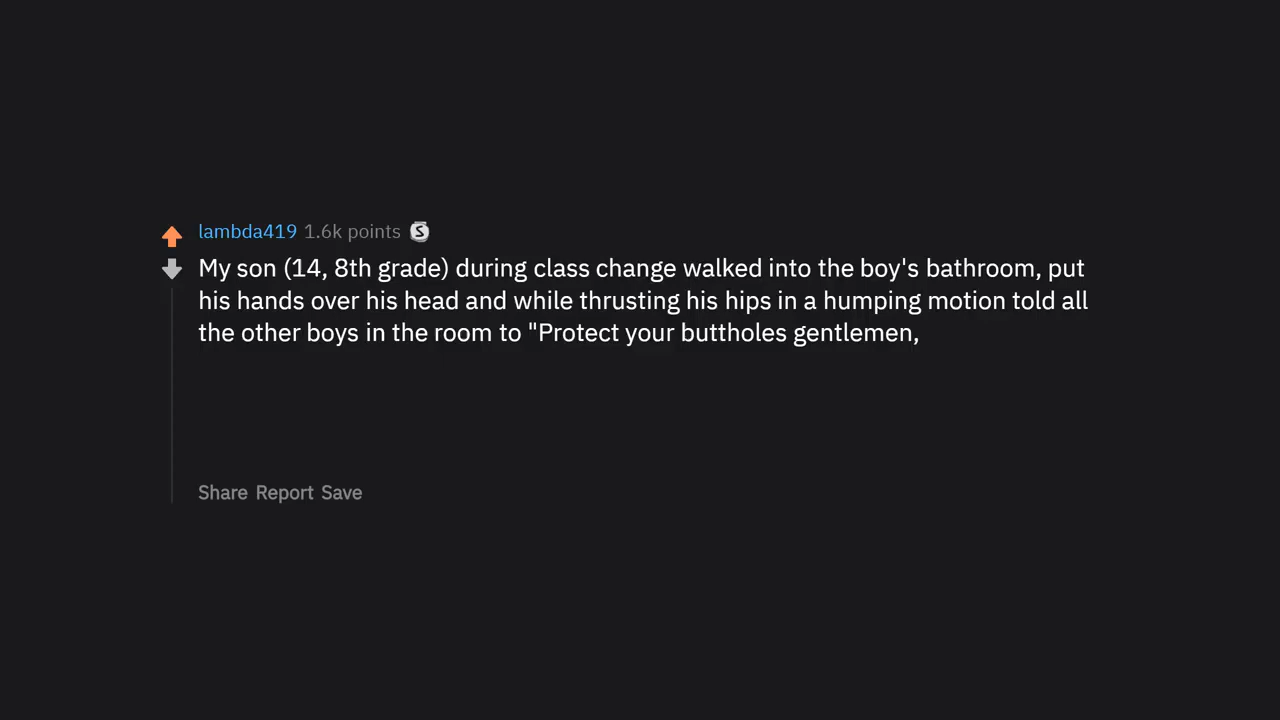 lambda419 1.6k points S
My son (14, 8th grade) during class change walked into the boy's bathroom, put
his hands over his head and while thrusting his hips in a humping motion told all
the other boys in the room to "Protect your buttholes gentlemen,
Share Report Save